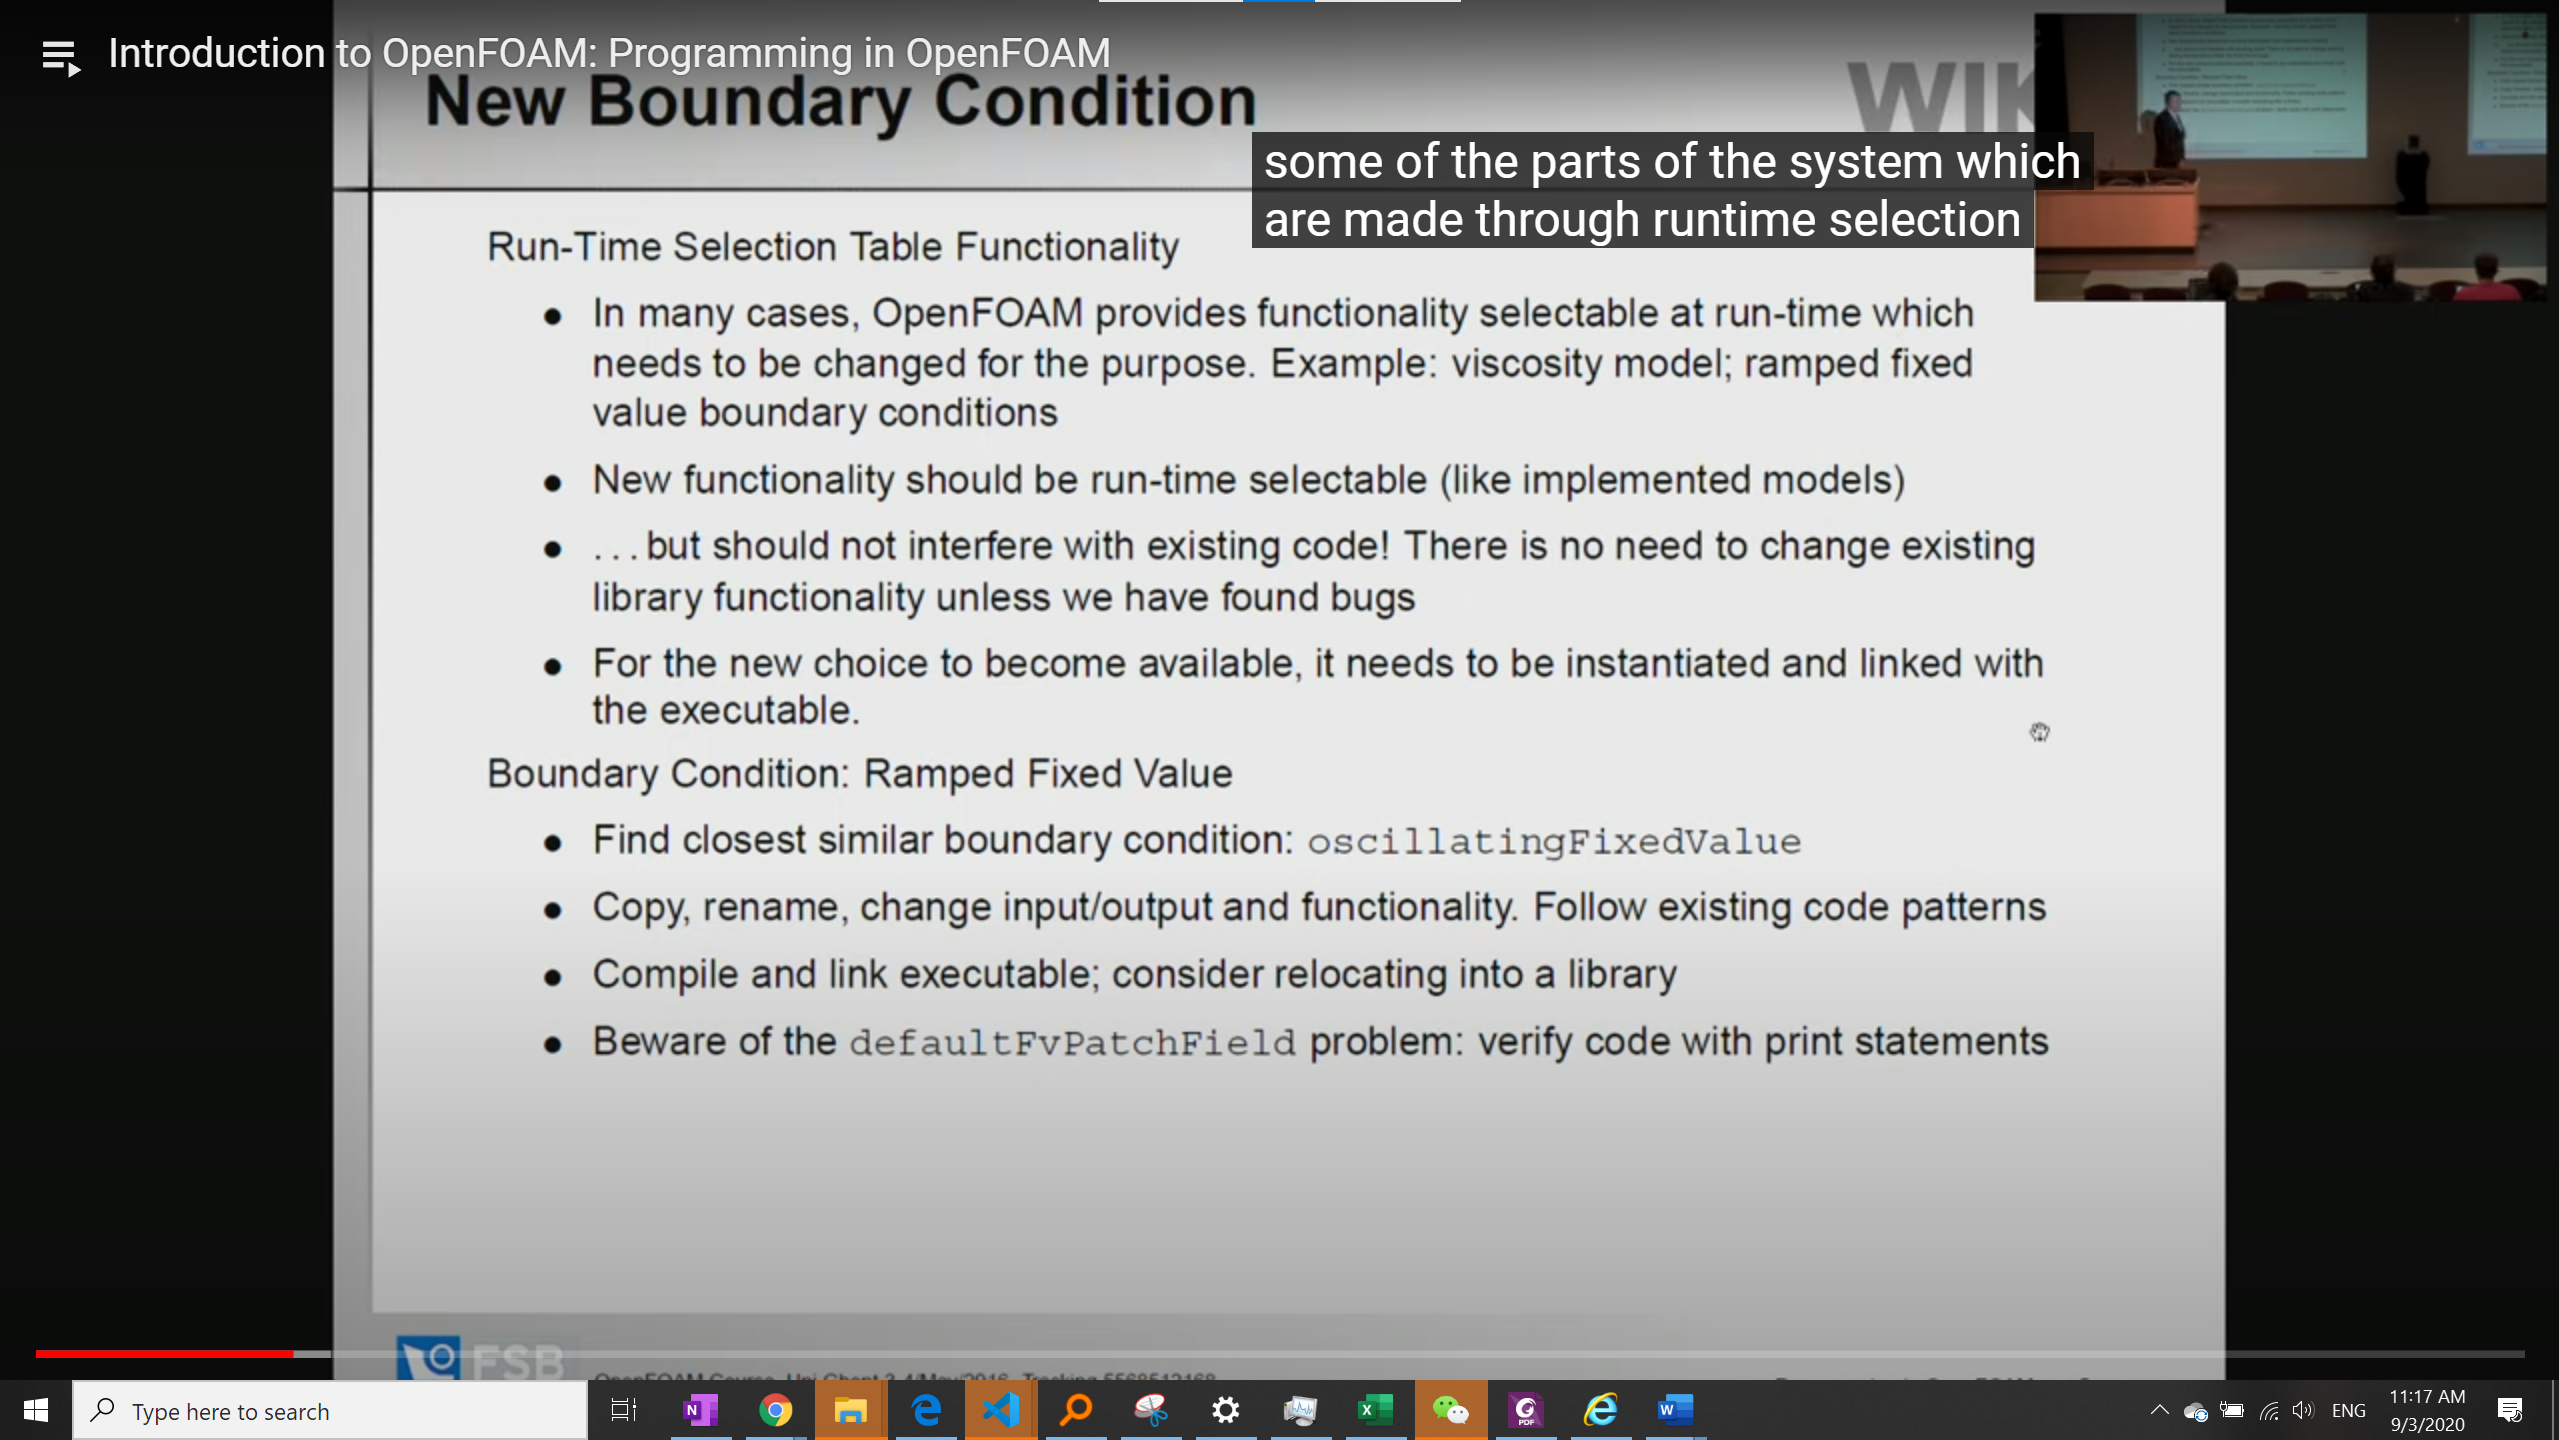 Introduction to OpenFOAM: Programming in OpenFOAM
New Boundary Condition
WIK
some of the parts of the system which
are made through runtime selection
Run-Time Selection Table Functionality
● In many cases, OpenFOAM provides functionality selectable at run-time which
needs to be changed for the purpose. Example: viscosity model; ramped fixed
value boundary conditions
● New functionality should be run-time selectable (like implemented models)
● ...but should not interfere with existing code! There is no need to change existing
library functionality unless we have found bugs
● For the new choice to become available, it needs to be instantiated and linked with
the executable.
Boundary Condition: Ramped Fixed Value
● Find closest similar boundary condition: oscillatingFixedValue
● Copy, rename, change input/output and functionality. Follow existing code patterns
● Compile and link executable; consider relocating into a library
● Beware of the defaultFvPatchField problem: verify code with print statements
FSB
Type here to search
ENG
11:17 AM
9/3/2020